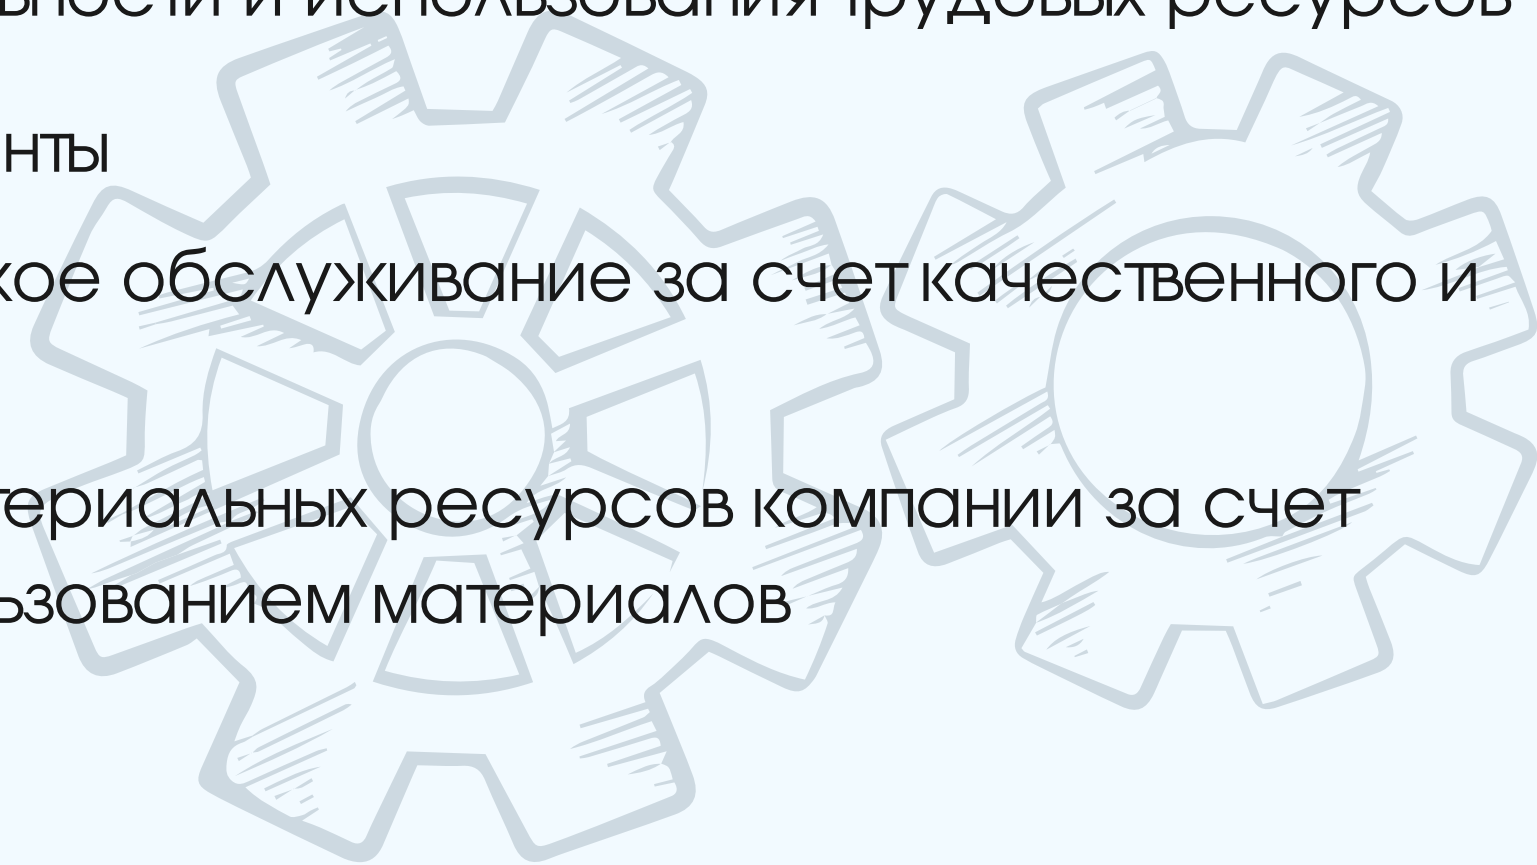 ьности и использования трудовых ресурсов
нты
кое обслуживание за счет качественного и
териальных ресурсов компании за счет
ьзованием материалов